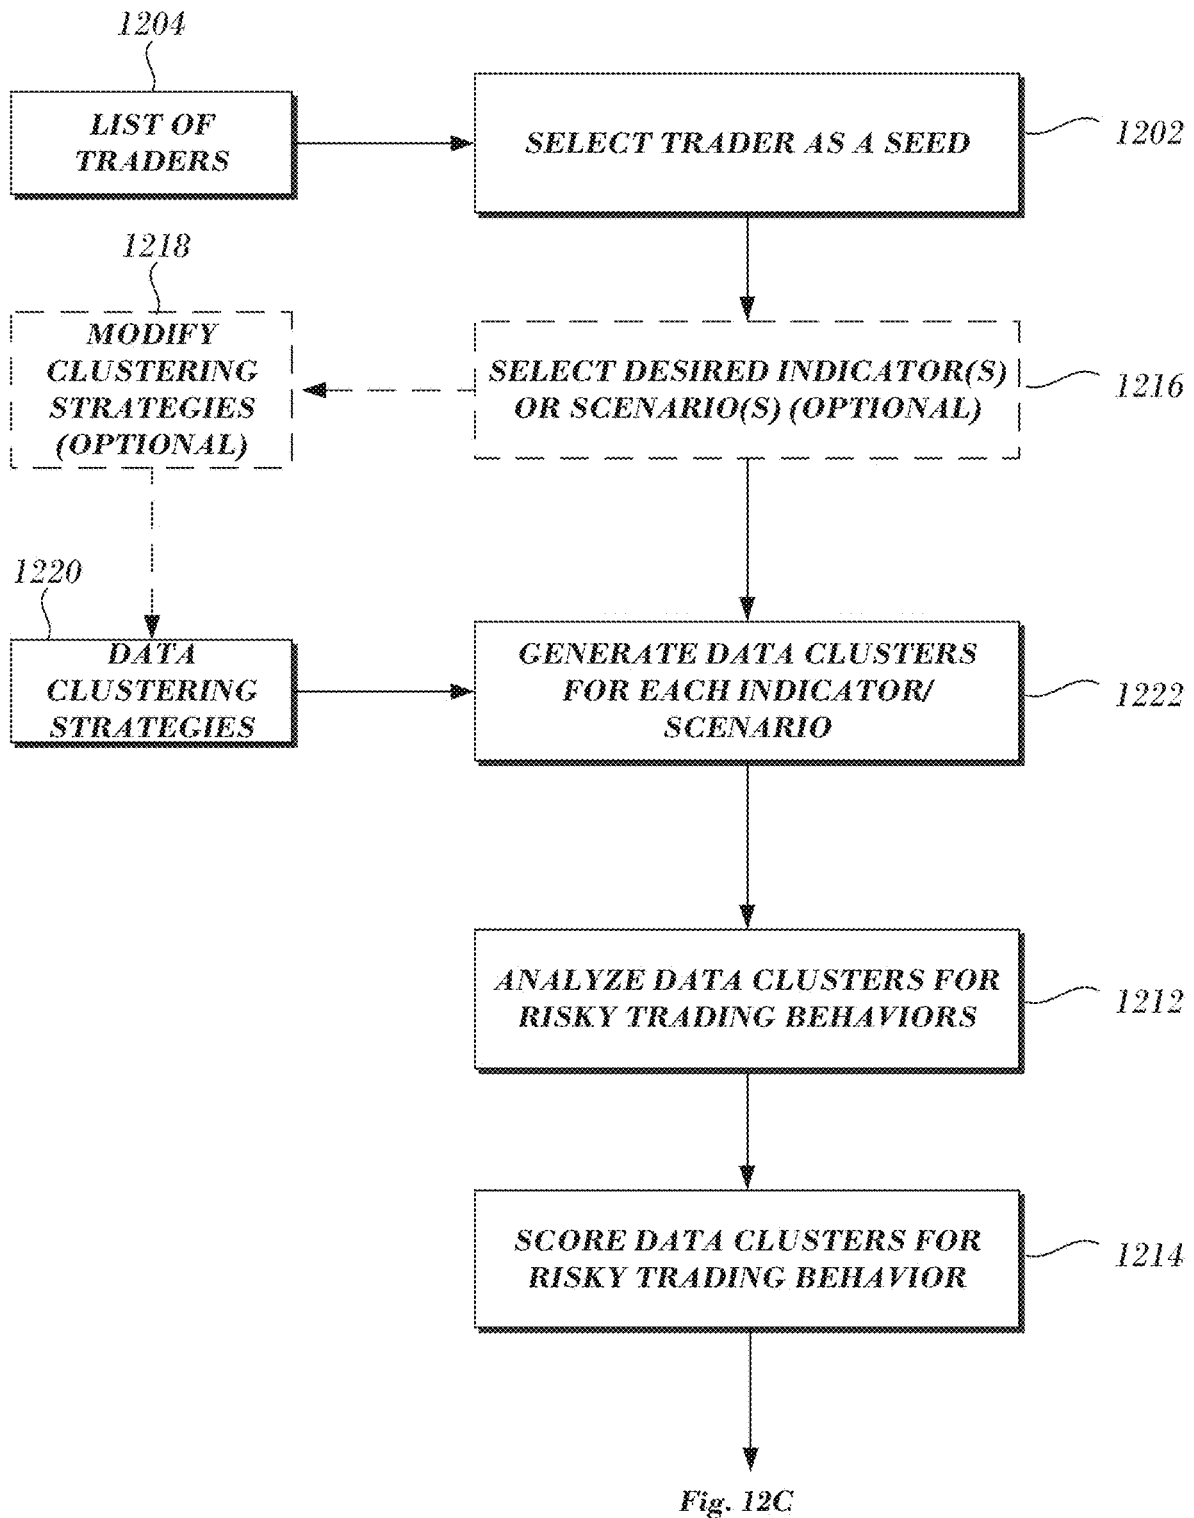 1204
LIST OF
TRADERS
SELECT TRADER AS A SEED
1202
1218
MODIFY
CLUSTERING
STRATEGIES
(OPTIONAL)
SELECT DESIRED INDICATOR(S)
OR SCENARIO(S) (OPTIONAL)
1216
1220
DATA
CLUSTERING
STRATEGIES
GENERATE DATA CLUSTERS
FOR EACH INDICATOR/
SCENARIO
1222
ANALYZE DATA CLUSTERS FOR
RISKY TRADING BEHAVIORS
1212
SCORE DATA CLUSTERS FOR
RISKY TRADING BEHAVIOR
1214
Fig. 12C